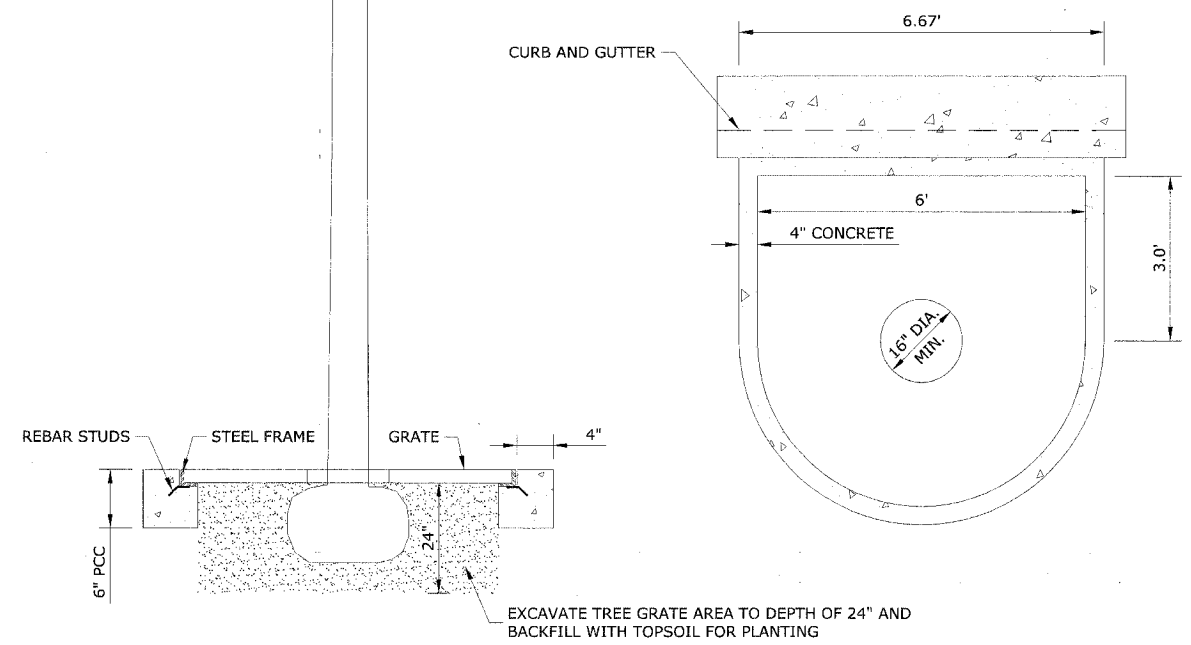 6.67'
CURB AND GUTTER
6'
4" CONCRETE
3.0'
16" DIA.
MIN.
REBAR STUDS
STEEL FRAME
GRATE
4"
24"
6" PCC
EXCAVATE TREE GRATE AREA TO DEPTH OF 24" AND
BACKFILL WITH TOPSOIL FOR PLANTING